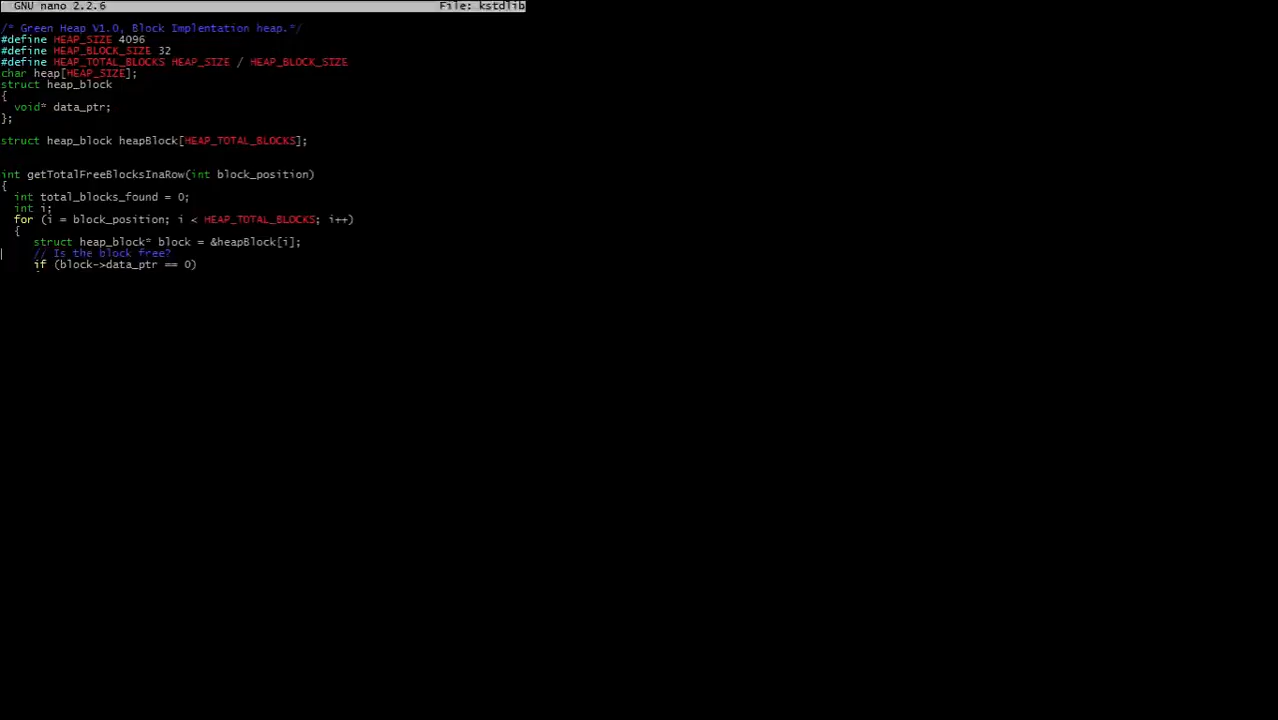 GNU nano 2.2.6 File: kstdlib
/* Green Heap V1.0, Block Implentation heap.*/
#define HEAP_SIZE 4096
#define HEAP_BLOCK_SIZE 32
#define HEAP_TOTAL_BLOCKS HEAP_SIZE / HEAP_BLOCK_SIZE
char heap[HEAP_SIZE];
struct heap_block
{
  void* data_ptr;
};
struct heap_block heapBlock[HEAP_TOTAL_BLOCKS];
int getTotalFreeBlocksInaRow(int block_position)
{
  int total_blocks_found = 0;
  int i;
  for (i = block_position; i < HEAP_TOTAL_BLOCKS; i++)
  {
     struct heap_block* block = &heapBlock[i];
     // Is the block free?
     if (block->data_ptr == 0)